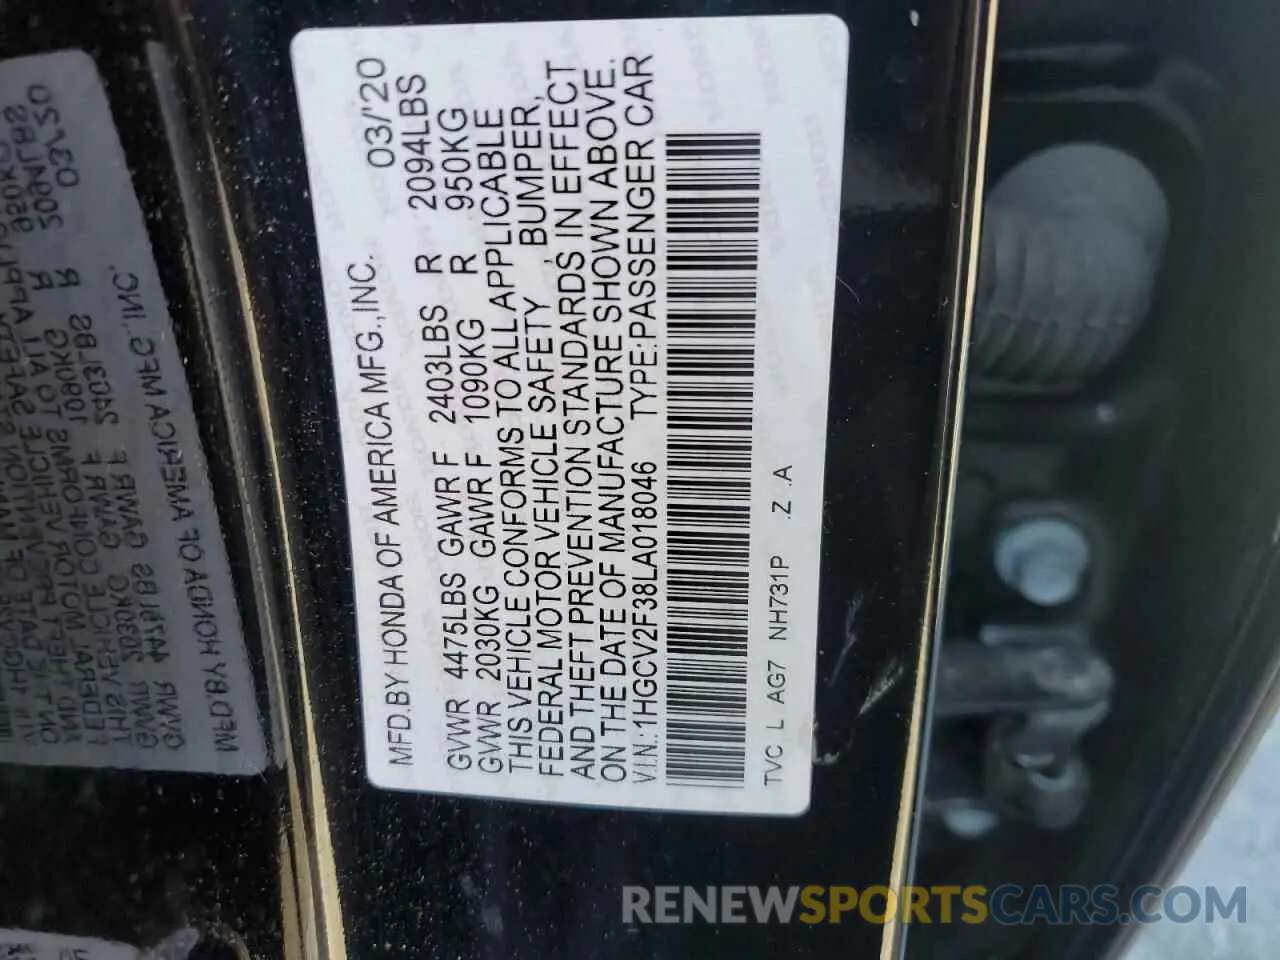 MFD.BY HONDA OF AMERICA MFG.,INC. 03/'20
GVWR 4475LBS GAWR F 2403LBS R 2094LBS
GVWR 2030KG GAWR F 1090KG R 950KG
THIS VEHICLE CONFORMS TO ALL APPLICABLE
FEDERAL MOTOR VEHICLE SAFETY, BUMPER,
AND THEFT PREVENTION STANDARDS IN EFFECT
ON THE DATE OF MANUFACTURE SHOWN ABOVE.
V.I.N.:1HGCV2F38LA018046 TYPE:PASSENGER CAR
TVC L AG7 NH731P .Z .A
RENEWSPORTSCARS.COM